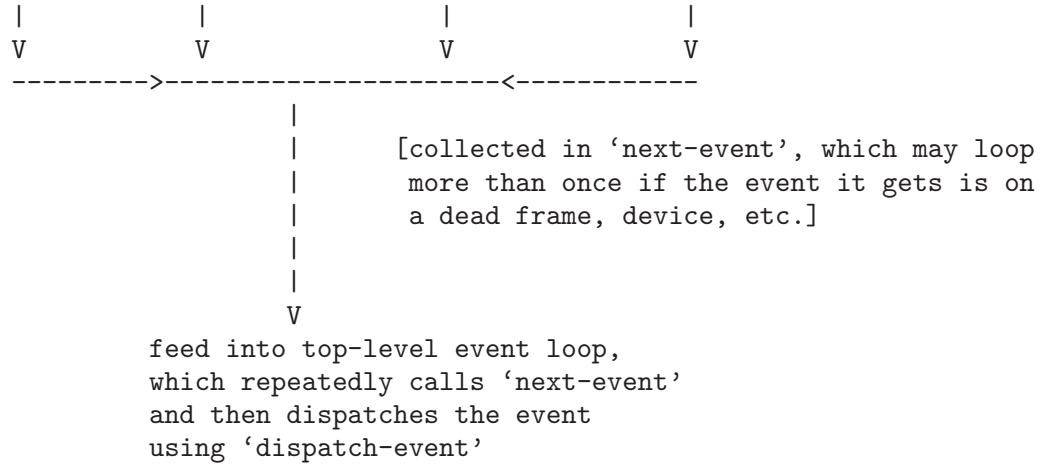 | | | |
V V V V
--------->----------------------<------------
|
| [collected in ‘next-event’, which may loop
| more than once if the event it gets is on
| a dead frame, device, etc.]
|
|
V
feed into top-level event loop,
which repeatedly calls ‘next-event’
and then dispatches the event
using ‘dispatch-event’